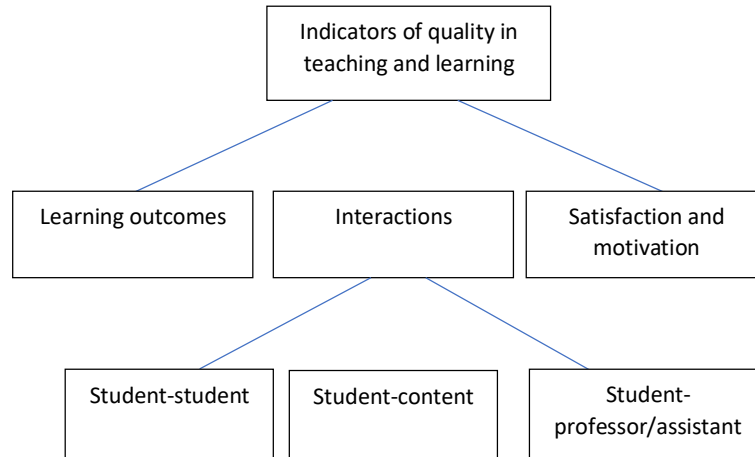 Indicators of quality in
teaching and learning
Learning outcomes
Interactions
Satisfaction and
motivation
Student-student
Student-content
Student-
professor/assistant